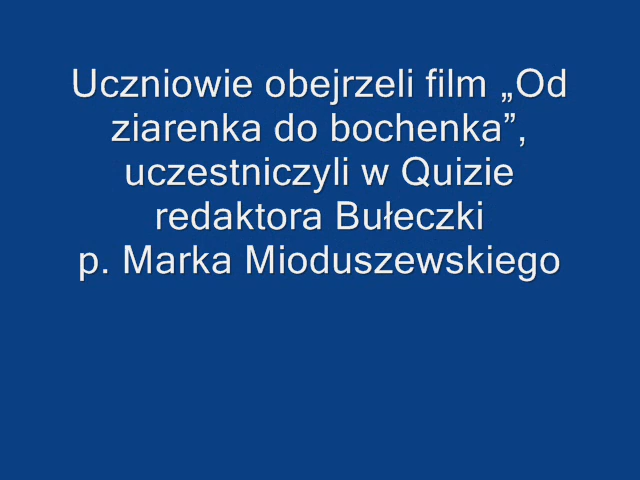 Uczniowie obejrzeli film „Od
ziarenka do bochenka”,
uczestniczyli w Quizie
redaktora Bułeczki
p. Marka Mioduszewskiego